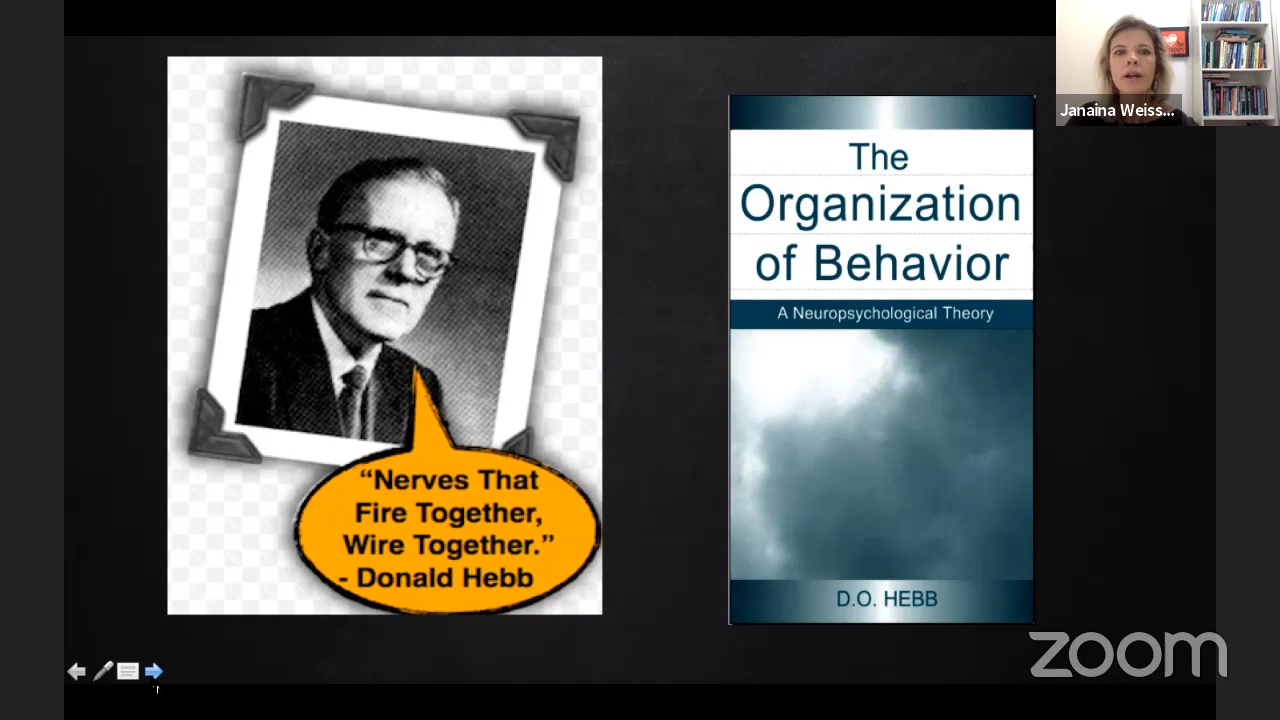 “Nerves That
Fire Together,
Wire Together.”
- Donald Hebb
The
Organization
of Behavior
A Neuropsychological Theory
D.O. HEBB
Janaina Weiss...
zoom